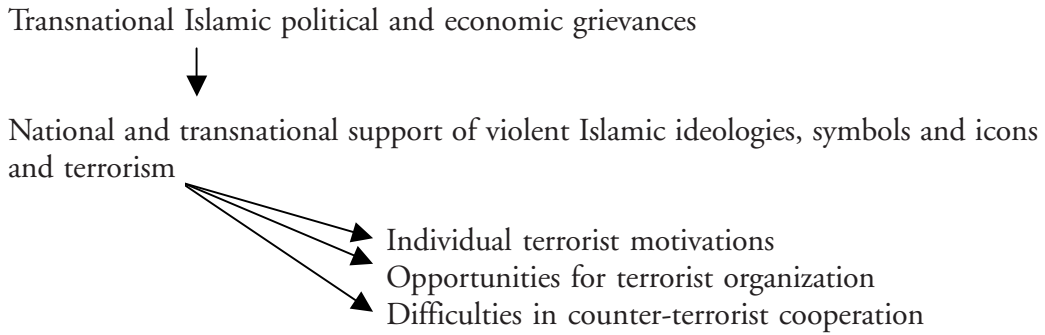 Transnational Islamic political and economic grievances
National and transnational support of violent Islamic ideologies, symbols and icons
and terrorism
Individual terrorist motivations
Opportunities for terrorist organization
Difficulties in counter-terrorist cooperation